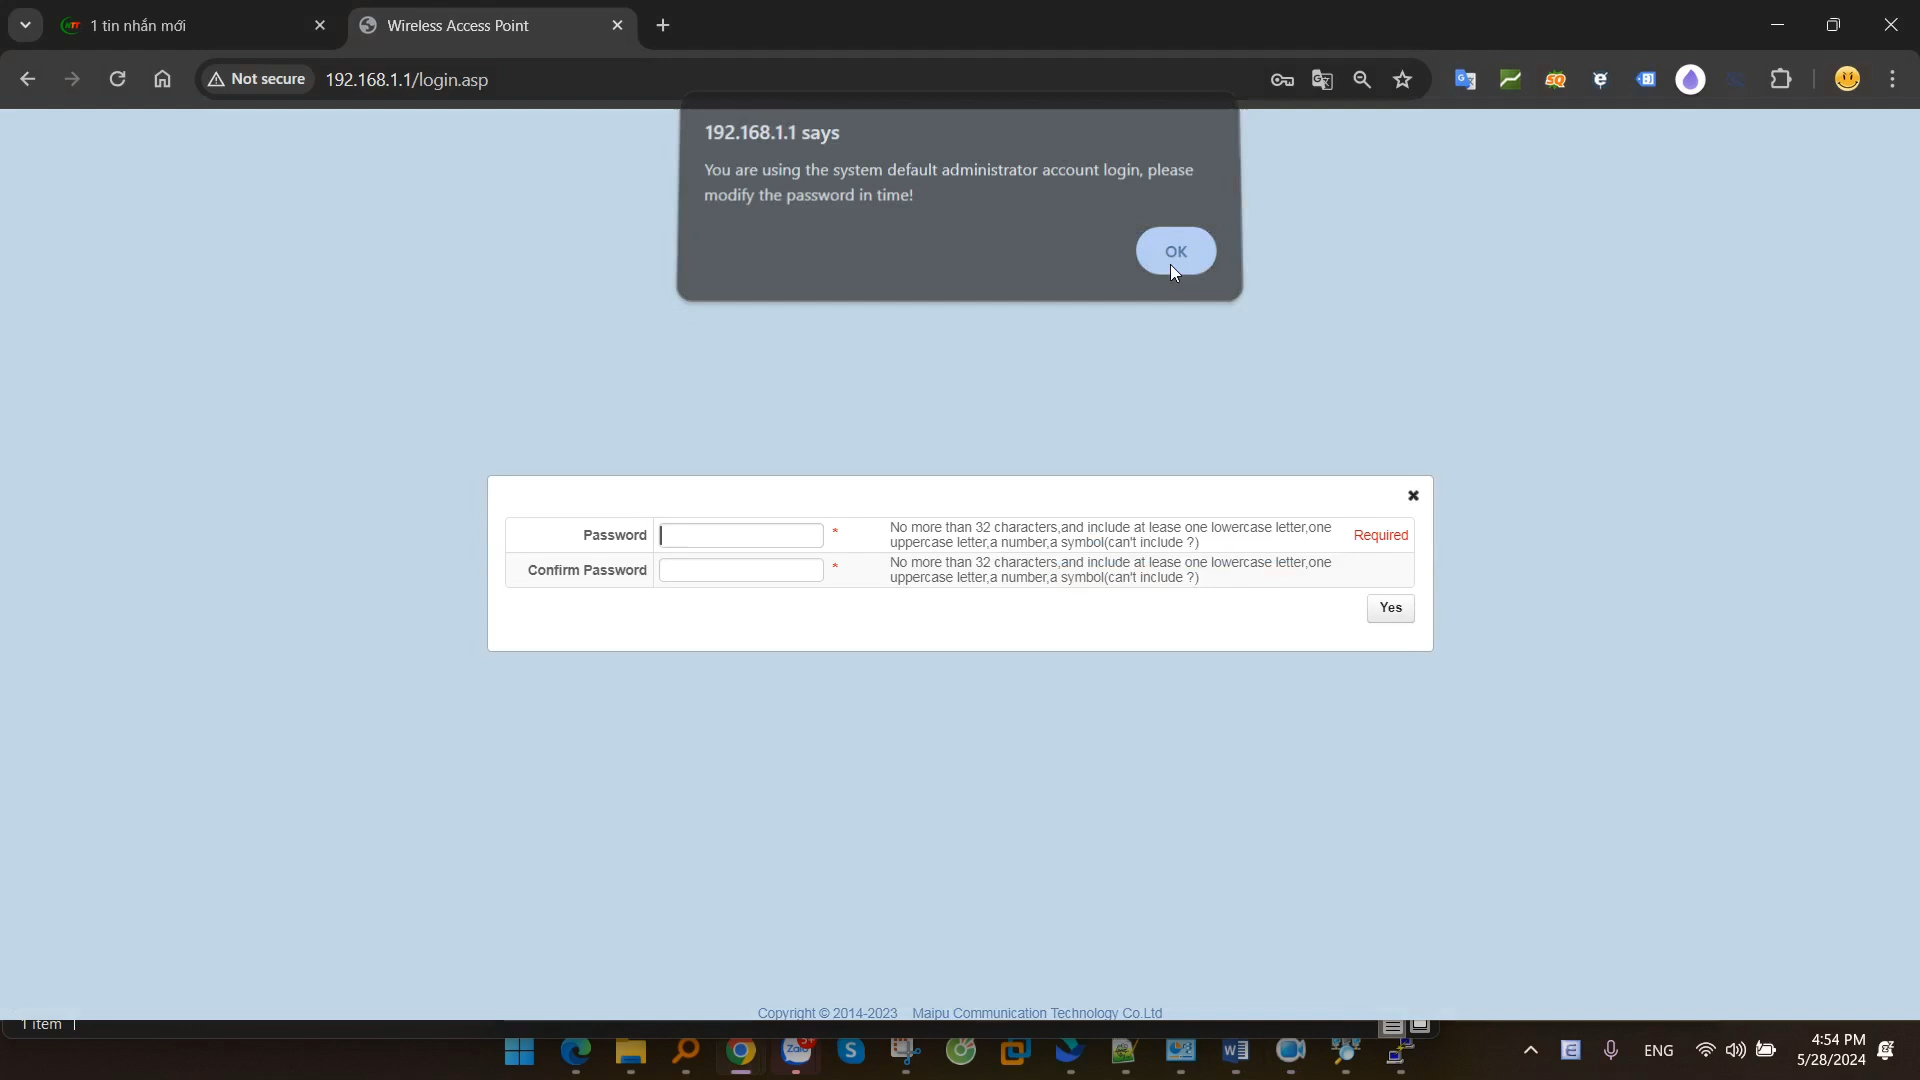 1 tin nhắn mới
Wireless Access Point
Not secure
192.168.1.1/login.asp
192.168.1.1 says
You are using the system default administrator account login, please
modify the password in time!
OK
Password
*
No more than 32 characters,and include at lease one lowercase letter,one
uppercase letter,a number,a symbol(can't include ?)
Required
Confirm Password
*
No more than 32 characters,and include at lease one lowercase letter,one
uppercase letter,a number,a symbol(can't include ?)
Yes
Copyright © 2014-2023 Maipu Communication Technology Co.Ltd
1 item
Zalo
5+
ENG
4:54 PM
5/28/2024